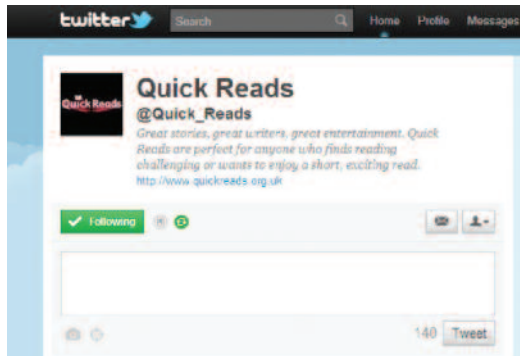 twitter Search Home Profile Messages
Quick Reads
Quick Reads
@Quick_Reads
Great stories, great writers, great entertainment. Quick
Reads are perfect for anyone who finds reading
challenging or wants to enjoy a short, exciting read.
http://www.quickreads.org.uk
Following
140 Tweet